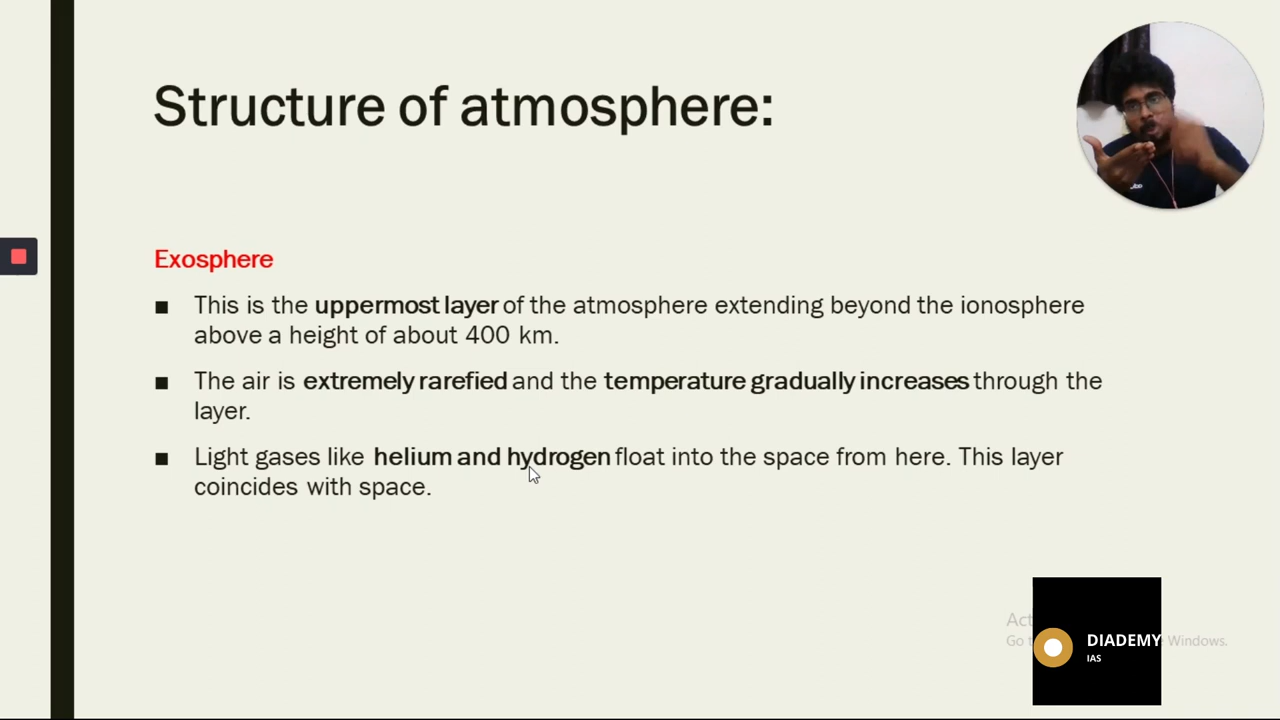 Structure of atmosphere:
Exosphere
■ This is the uppermost layer of the atmosphere extending beyond the ionosphere
above a height of about 400 km.
■ The air is extremely rarefied and the temperature gradually increases through the
layer.
■ Light gases like helium and hydrogen float into the space from here. This layer
coincides with space.
Act
Go t
Windows.
DIADEMY
IAS